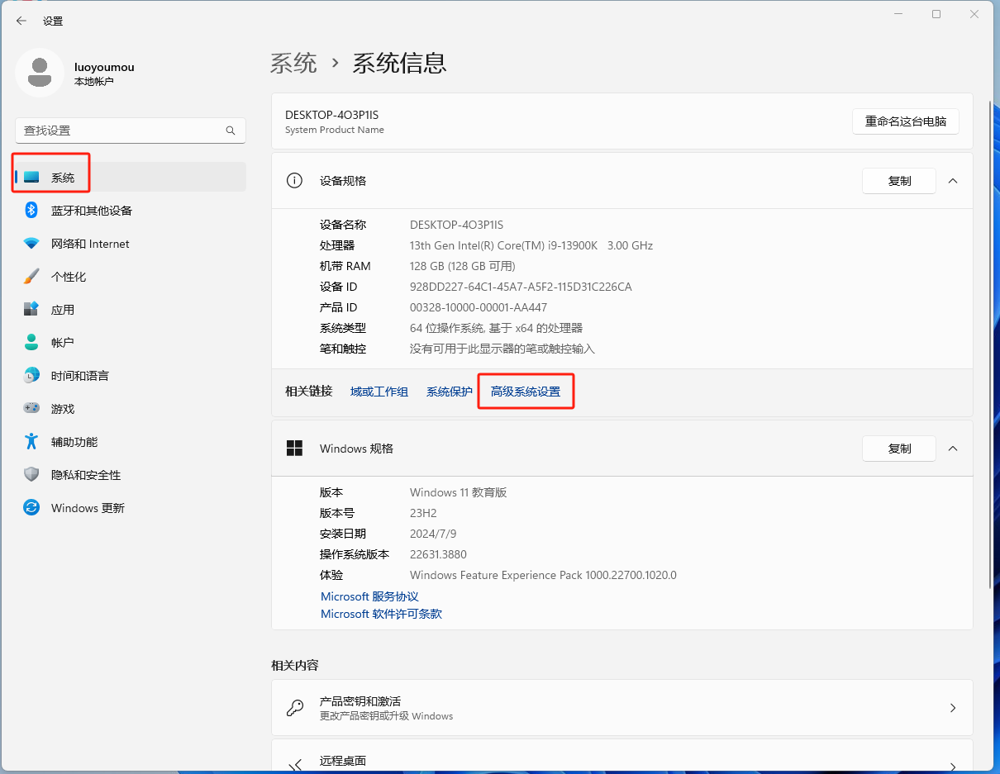 设置
luoyoumou
本地帐户
查找设置
系统
蓝牙和其他设备
网络和 Internet
个性化
应用
帐户
时间和语言
游戏
辅助功能
隐私和安全性
Windows 更新
系统 › 系统信息
DESKTOP-4O3P1IS
System Product Name
重命名这台电脑
设备规格
复制
设备名称 DESKTOP-4O3P1IS
处理器 13th Gen Intel(R) Core(TM) i9-13900K 3.00 GHz
机带 RAM 128 GB (128 GB 可用)
设备 ID 928DD227-64C1-45A7-A5F2-115D31C226CA
产品 ID 00328-10000-00001-AA447
系统类型 64 位操作系统, 基于 x64 的处理器
笔和触控 没有可用于此显示器的笔或触控输入
相关链接 域或工作组 系统保护 高级系统设置
Windows 规格
复制
版本 Windows 11 教育版
版本号 23H2
安装日期 2024/7/9
操作系统版本 22631.3880
体验 Windows Feature Experience Pack 1000.22700.1020.0
Microsoft 服务协议
Microsoft 软件许可条款
相关内容
产品密钥和激活
更改产品密钥或升级 Windows
远程桌面